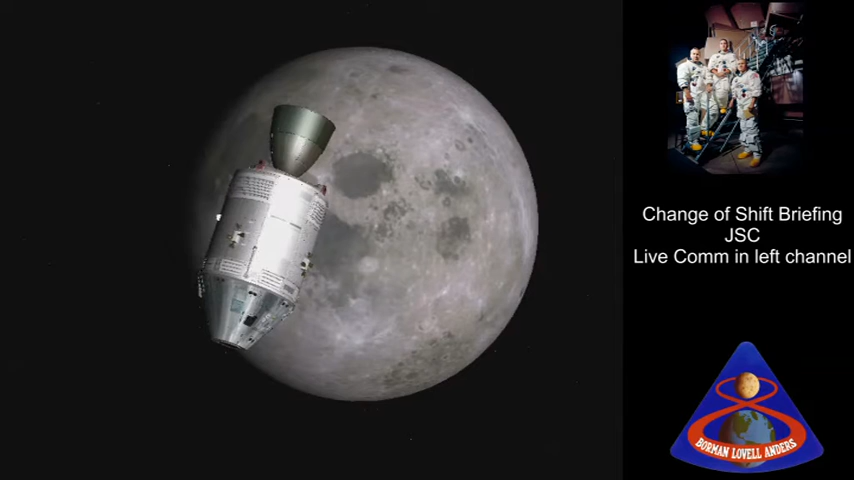 Change of Shift Briefing
JSC
Live Comm in left channel
BORMAN LOVELL ANDERS